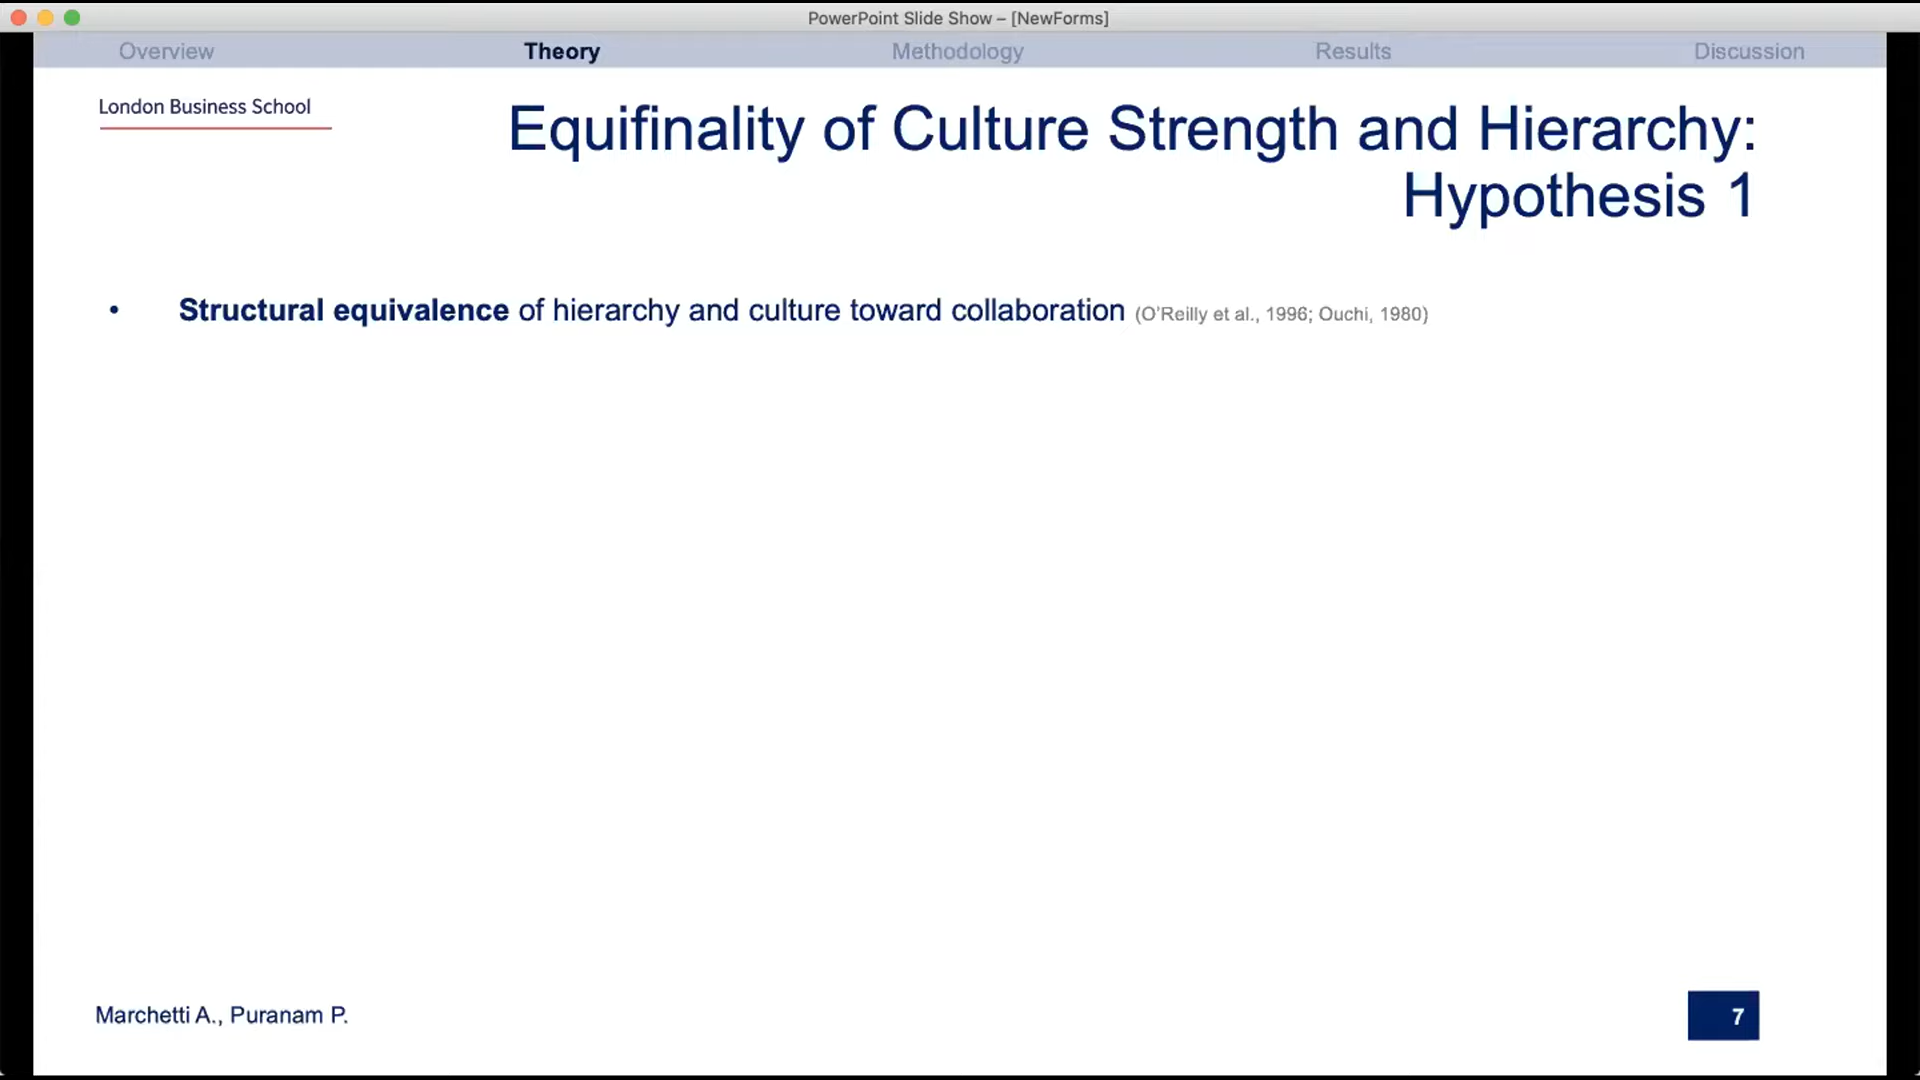 PowerPoint Slide Show – [NewForms]
Overview Theory Methodology Results Discussion
London Business School
Equifinality of Culture Strength and Hierarchy:
Hypothesis 1
• Structural equivalence of hierarchy and culture toward collaboration (O'Reilly et al., 1996; Ouchi, 1980)
Marchetti A., Puranam P.
7